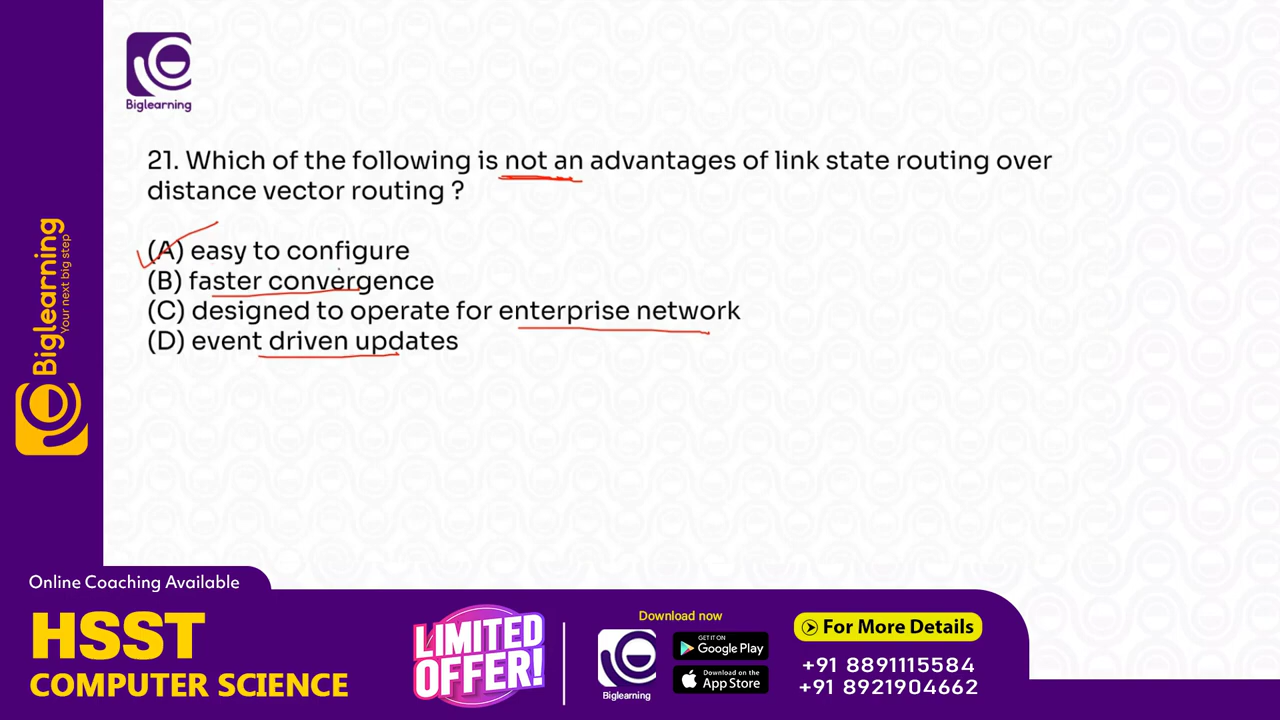 Biglearning
21. Which of the following is not an advantages of link state routing over
distance vector routing ?
(A) easy to configure
(B) faster convergence
(C) designed to operate for enterprise network
(D) event driven updates
Biglearning
Your next big step
Online Coaching Available
HSST
COMPUTER SCIENCE
LIMITED
OFFER!
Download now
Biglearning
GET IT ON
Google Play
Download on the
App Store
For More Details
+91 8891115584
+91 8921904662